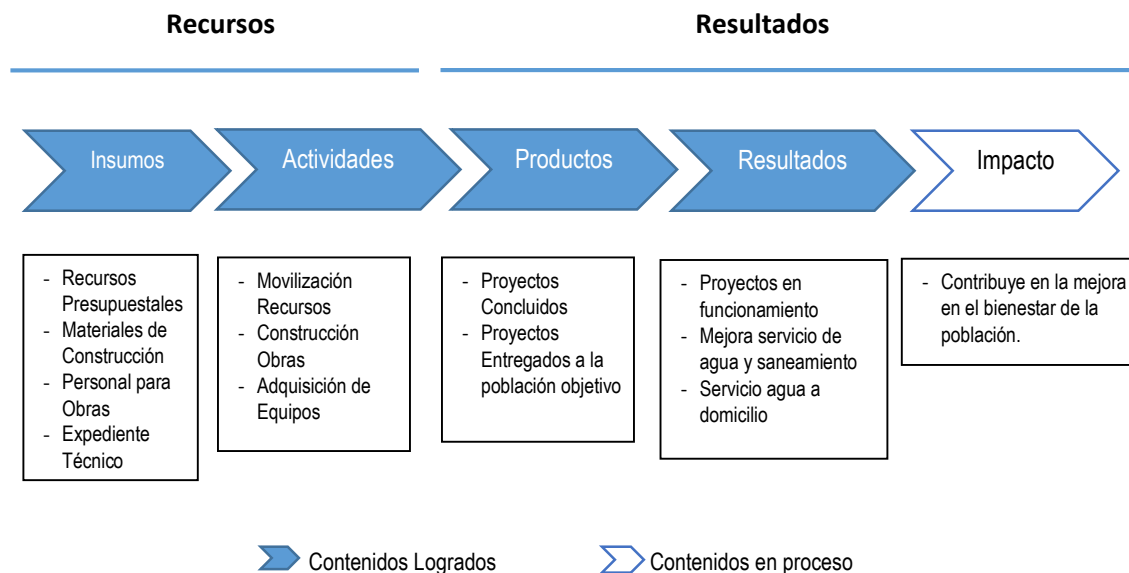 Recursos
Resultados
Insumos
Actividades
Productos
Resultados
Impacto
- Recursos
Presupuestales
- Materiales de
Construcción
- Personal para
Obras
- Expediente
Técnico
- Movilización
Recursos
- Construcción
Obras
- Adquisición de
Equipos
- Proyectos
Concluidos
- Proyectos
Entregados a la
población objetivo
- Proyectos en
funcionamiento
- Mejora servicio de
agua y saneamiento
- Servicio agua a
domicilio
- Contribuye en la mejora
en el bienestar de la
población.
Contenidos Logrados
Contenidos en proceso